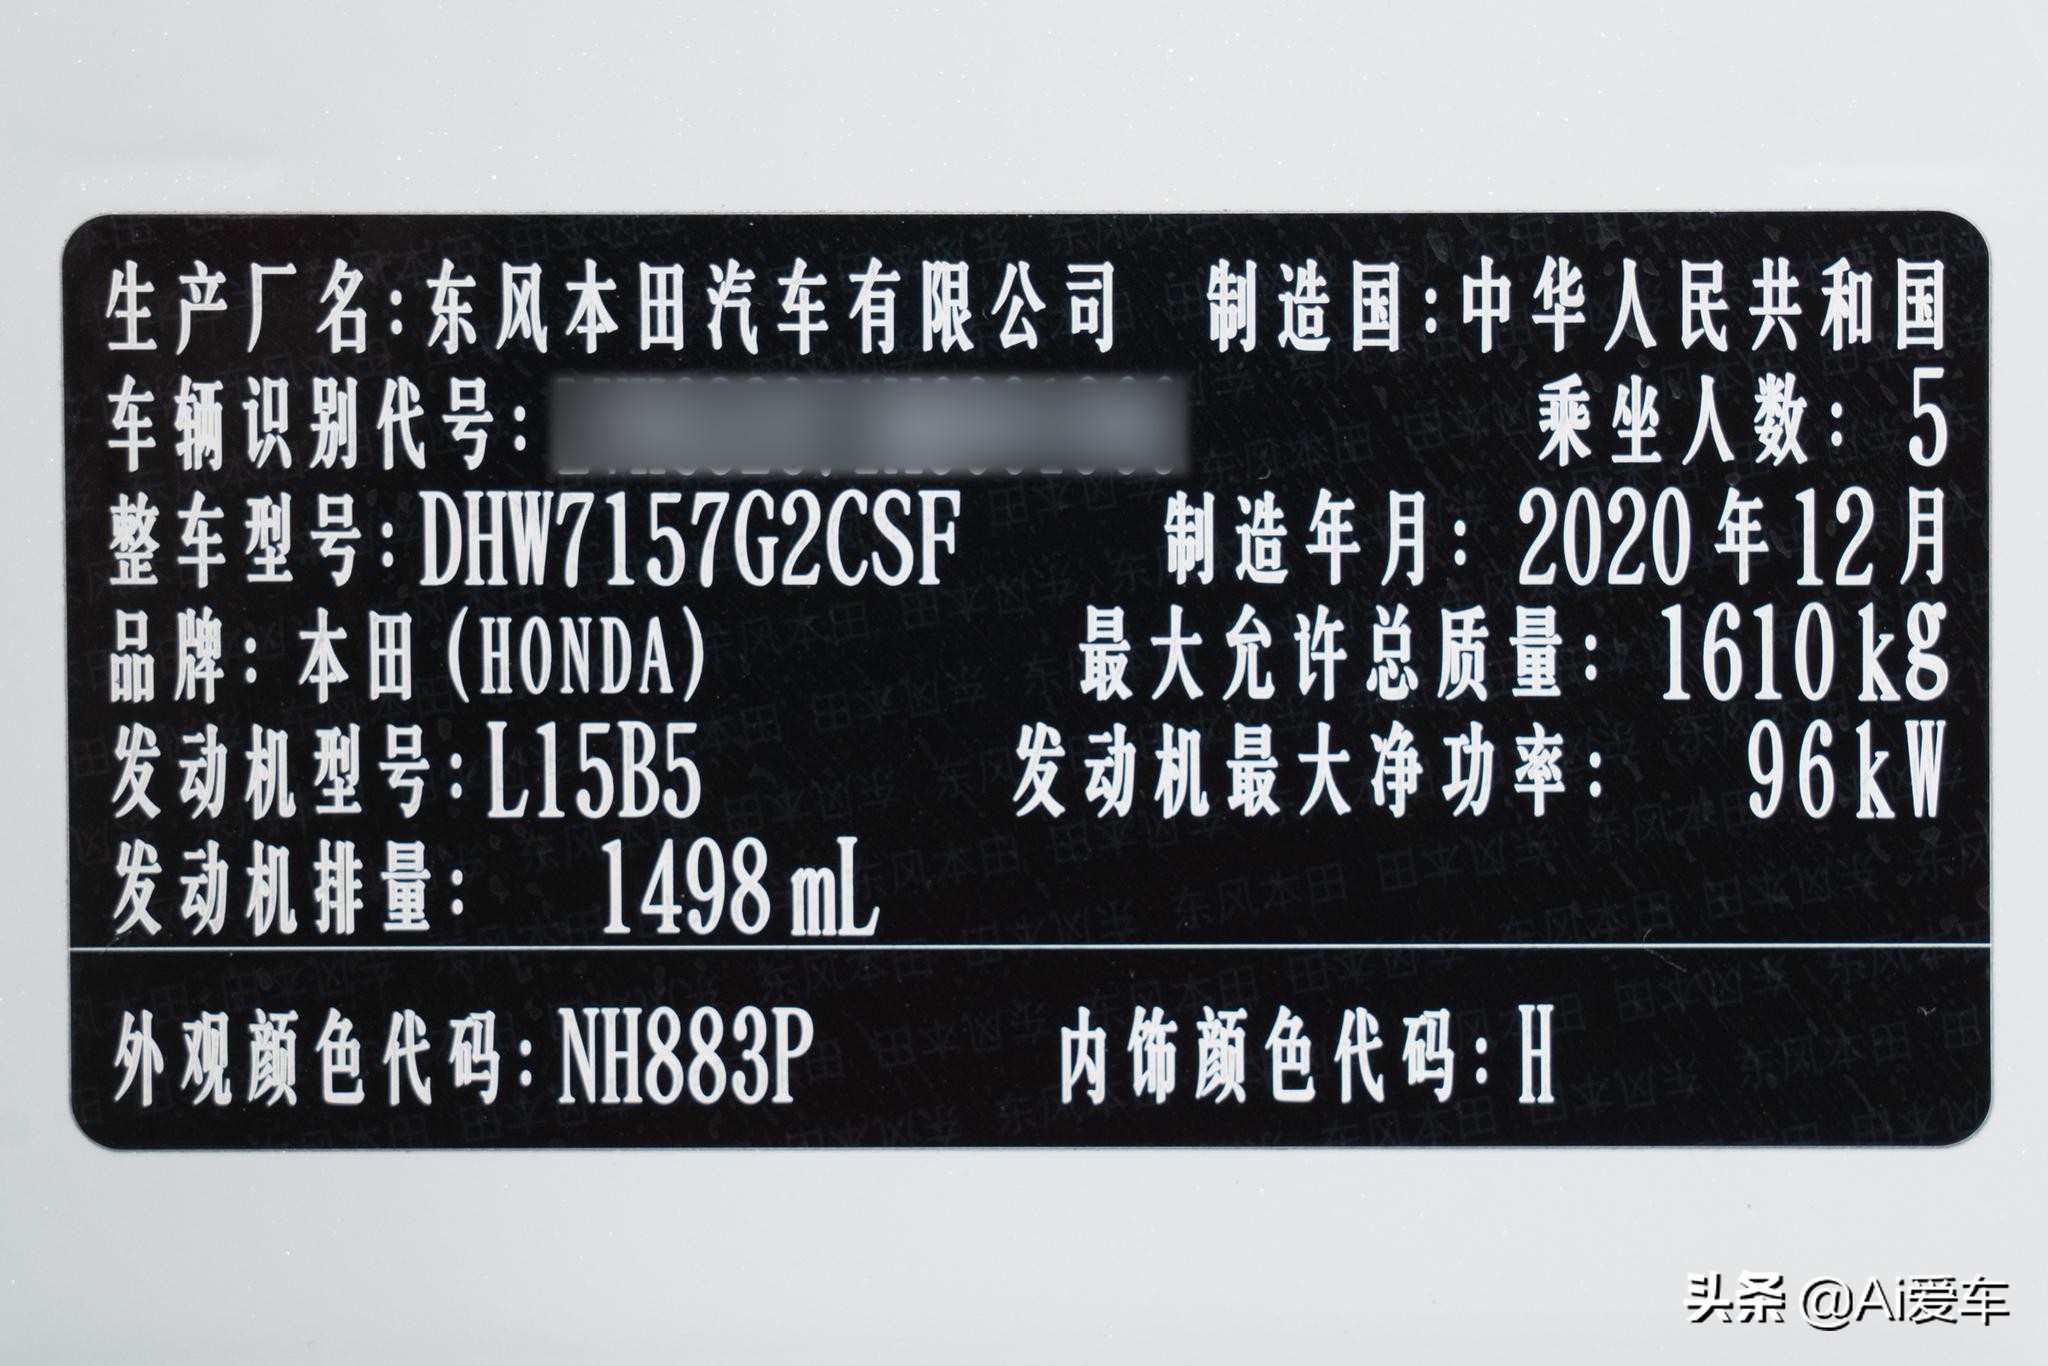 生产厂名:东风本田汽车有限公司 制造国:中华人民共和国
车辆识别代号: 乘坐人数: 5
整车型号:DHW7157G2CSF 制造年月: 2020年12月
品牌: 本田(HONDA) 最大允许总质量: 1610kg
发动机型号:L15B5 发动机最大净功率: 96kW
发动机排量: 1498mL
外观颜色代码:NH883P 内饰颜色代码:H
头条 @Ai爱车